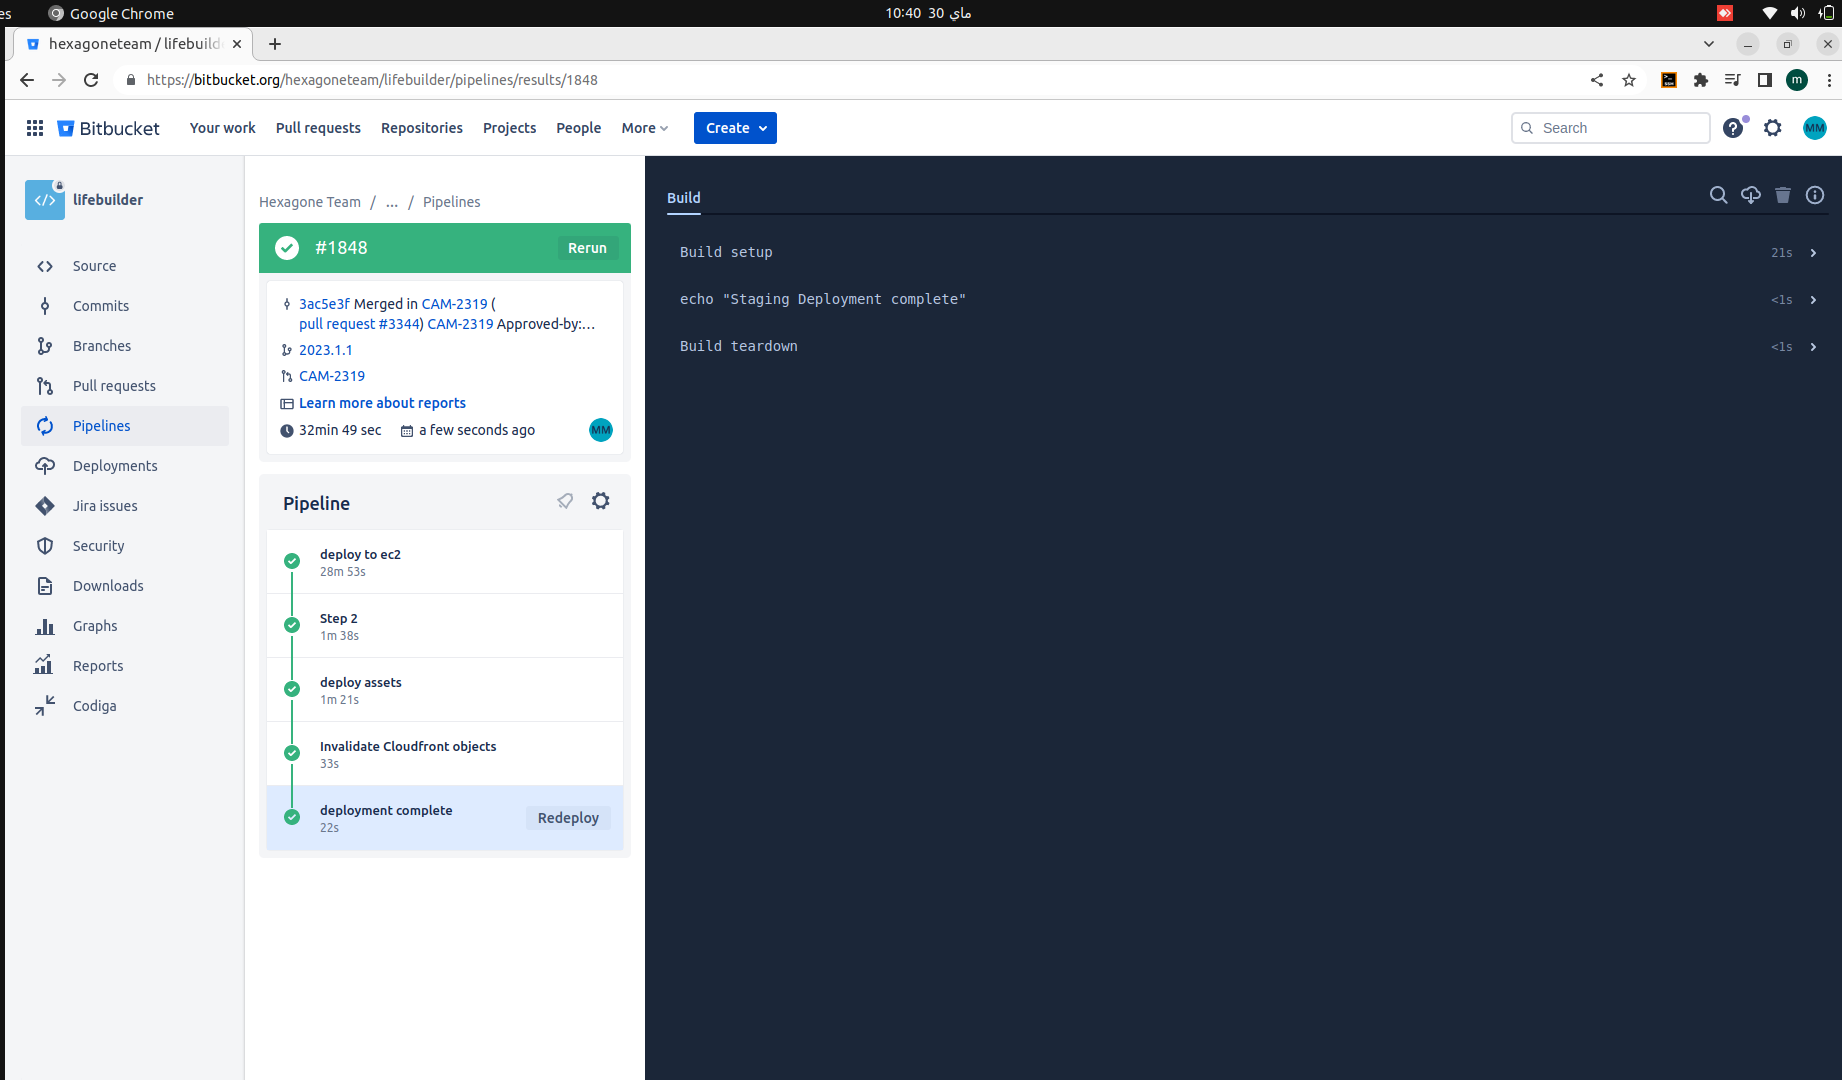 es
Google Chrome
10:40 30 ماي
hexagoneteam / lifebuild
https://bitbucket.org/hexagoneteam/lifebuilder/pipelines/results/1848
m
Bitbucket
Your work
Pull requests
Repositories
Projects
People
More
Create
Search
MM
lifebuilder
Source
Commits
Branches
Pull requests
Pipelines
Deployments
Jira issues
Security
Downloads
Graphs
Reports
Codiga
Hexagone Team / ... / Pipelines
#1848
Rerun
3ac5e3f Merged in CAM-2319 (
pull request #3344) CAM-2319 Approved-by:...
2023.1.1
CAM-2319
Learn more about reports
32min 49 sec
a few seconds ago
MM
Pipeline
deploy to ec2
28m 53s
Step 2
1m 38s
deploy assets
1m 21s
Invalidate Cloudfront objects
33s
deployment complete
22s
Redeploy
Build
Build setup
21s
echo "Staging Deployment complete"
<1s
Build teardown
<1s